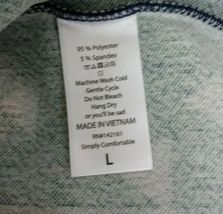 95 % Polyester
5 % Spandex
Machine Wash Cold
Gentle Cycle
Do Not Bleach
Hang Dry
or you'll be sad
MADE IN VIETNAM
RN#142161
Simply Comfortable
L